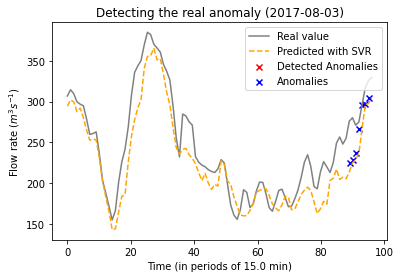 Detecting the real anomaly (2017-08-03)
Real value
Predicted with SVR
Detected Anomalies
Anomalies
350
300
250
200
150
Flow rate (m³s⁻¹)
0 20 40 60 80 100
Time (in periods of 15.0 min)